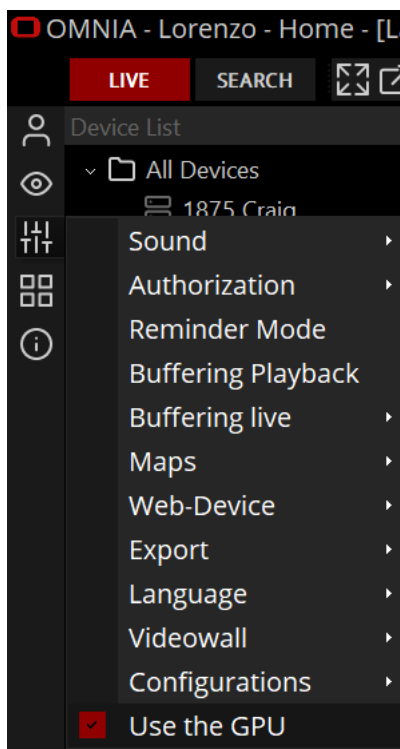 OMNIA - Lorenzo - Home - [La
LIVE SEARCH
Device List
All Devices
1875 Craig
Sound
Authorization
Reminder Mode
Buffering Playback
Buffering live
Maps
Web-Device
Export
Language
Videowall
Configurations
Use the GPU